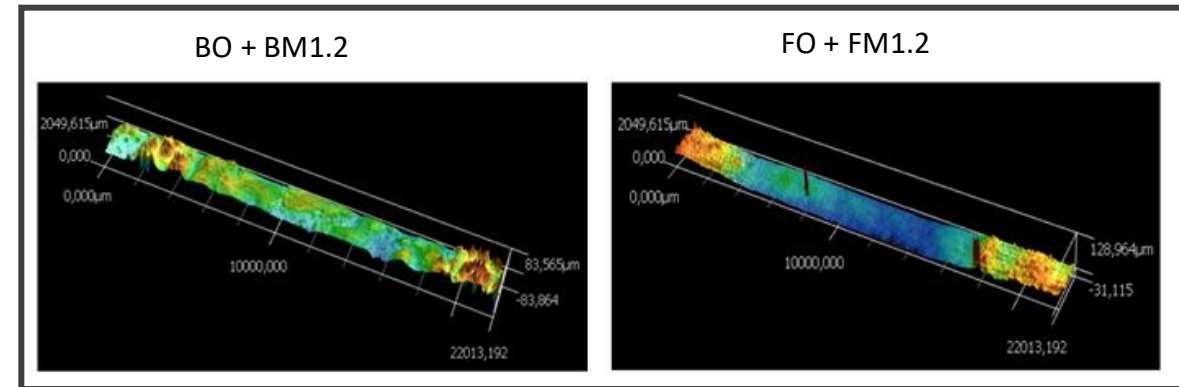 BO + BM1.2
2049,615µm
0,000
0,000µm
10000,000
83,565µm
-83,864
22013,192
FO + FM1.2
2049,615µm
0,000
0,000µm
10000,000
128,964µm
-31,115
22013,192